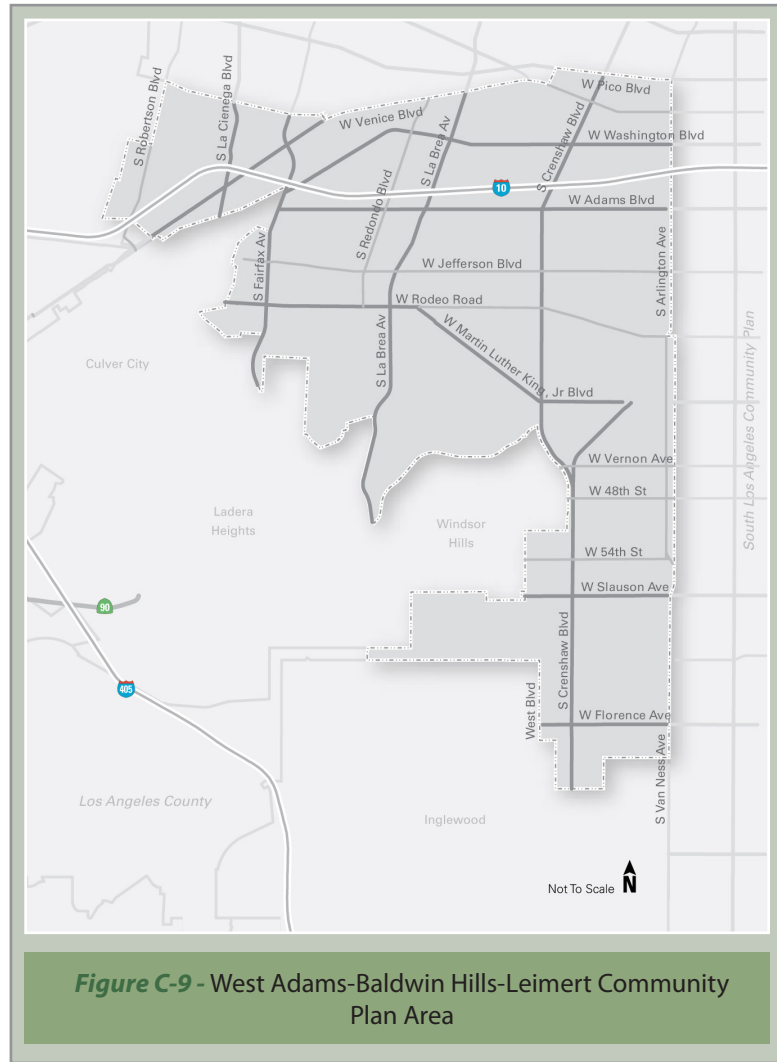 S Robertson Blvd
S La Cienega Blvd
W Venice Blvd
S La Brea Av
S Crenshaw Blvd
W Pico Blvd
W Washington Blvd
10
W Adams Blvd
S Redondo Blvd
S Fairfax Av
W Jefferson Blvd
S Arlington Ave
W Rodeo Road
S La Brea Av
W Martin Luther King, Jr Blvd
Culver City
South Los Angeles Community Plan
W Vernon Ave
W 48th St
Ladera
Heights
Windsor
Hills
W 54th St
W Slauson Ave
90
S Crenshaw Blvd
405
West Blvd
W Florence Ave
S Van Ness Ave
Los Angeles County
Inglewood
Not To Scale
N
Figure C-9 - West Adams-Baldwin Hills-Leimert Community
Plan Area